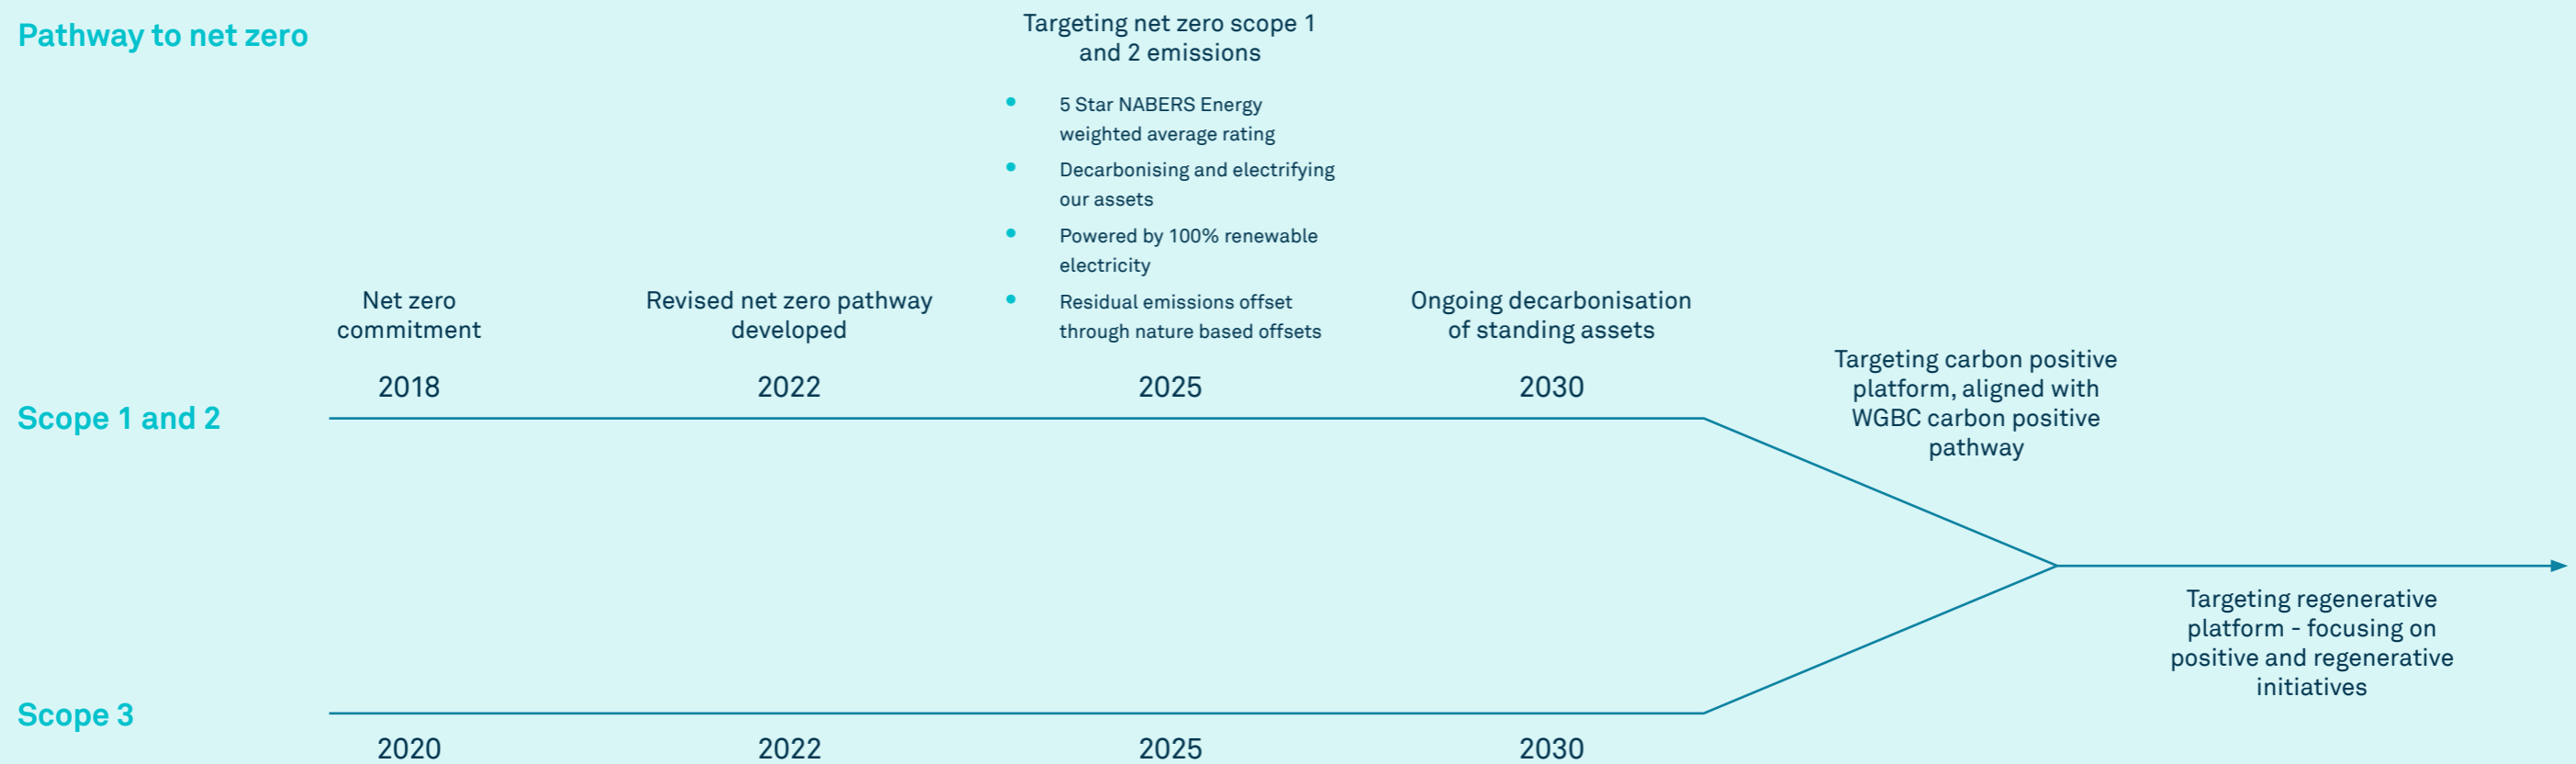 Pathway to net zero
Targeting net zero scope 1
and 2 emissions
5 Star NABERS Energy
weighted average rating
Decarbonising and electrifying
our assets
Powered by 100% renewable
electricity
Residual emissions offset
through nature based offsets
Net zero
commitment
2018
Revised net zero pathway
developed
2022
2025
Ongoing decarbonisation
of standing assets
2030
Targeting carbon positive
platform, aligned with
WGBC carbon positive
pathway
Scope 1 and 2
Targeting regenerative
platform - focusing on
positive and regenerative
initiatives
Scope 3
2020
2022
2025
2030